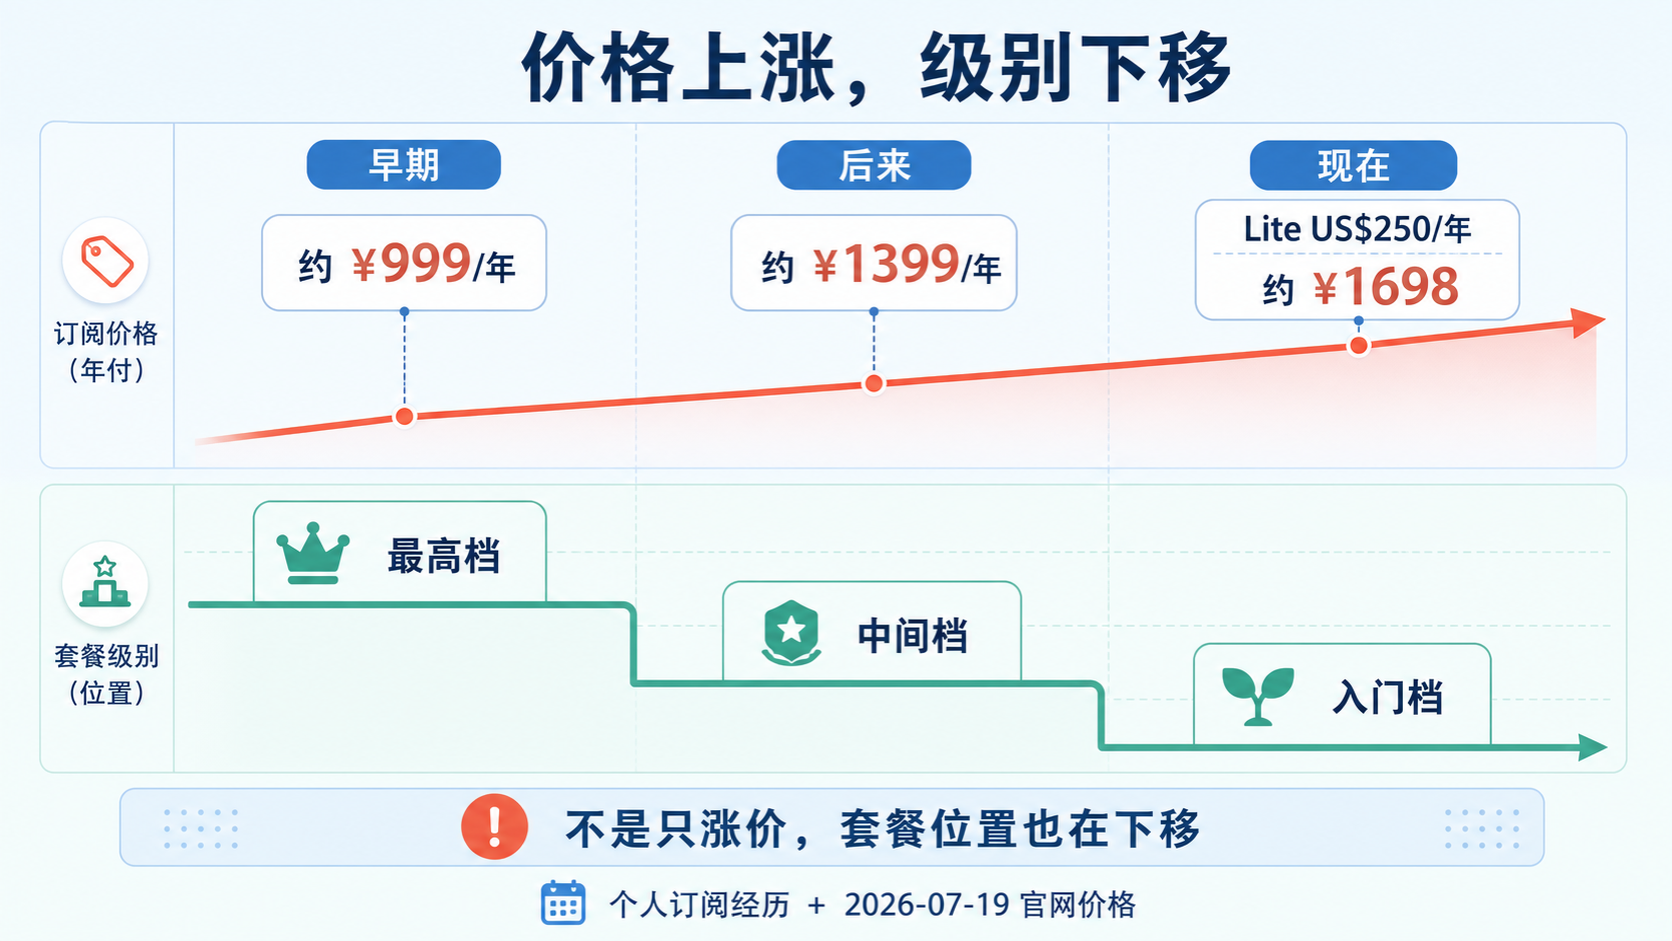 价格上涨，级别下移
早期
后来
现在
约 ¥999/年
约 ¥1399/年
Lite US$250/年
约 ¥1698
订阅价格
（年付）
最高档
中间档
入门档
套餐级别
（位置）
不是只涨价，套餐位置也在下移
个人订阅经历 + 2026-07-19 官网价格